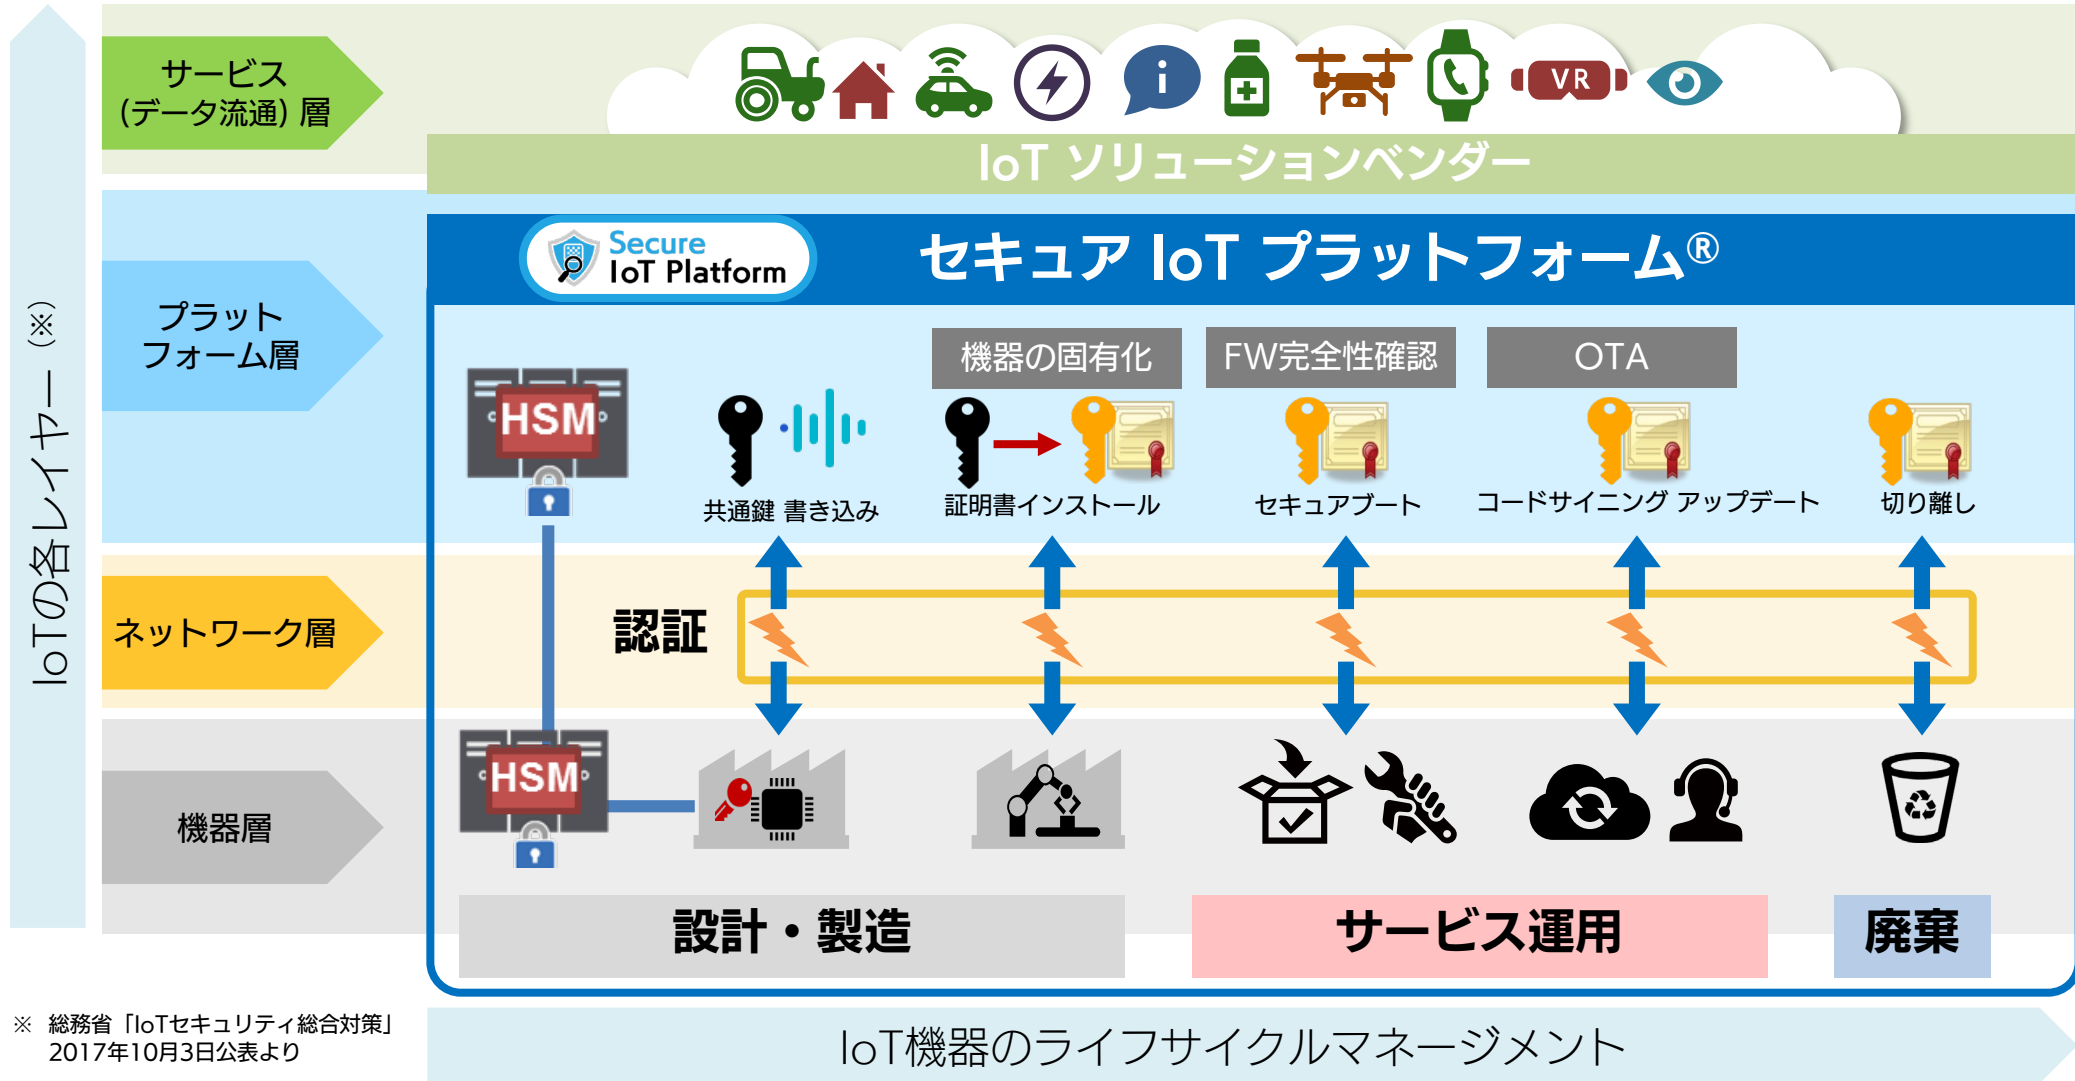 サービス
(データ流通) 層
i
VR
IoT ソリューションベンダー
Secure
IoT Platform
セキュア IoT プラットフォーム®
IoTの各レイヤー (※)
プラット
フォーム層
機器の固有化
FW完全性確認
OTA
HSM
共通鍵 書き込み
証明書インストール
セキュアブート
コードサイニング アップデート
切り離し
ネットワーク層
認証
HSM
機器層
設計・製造
サービス運用
廃棄
※ 総務省「IoTセキュリティ総合対策」
2017年10月3日公表より
IoT機器のライフサイクルマネージメント